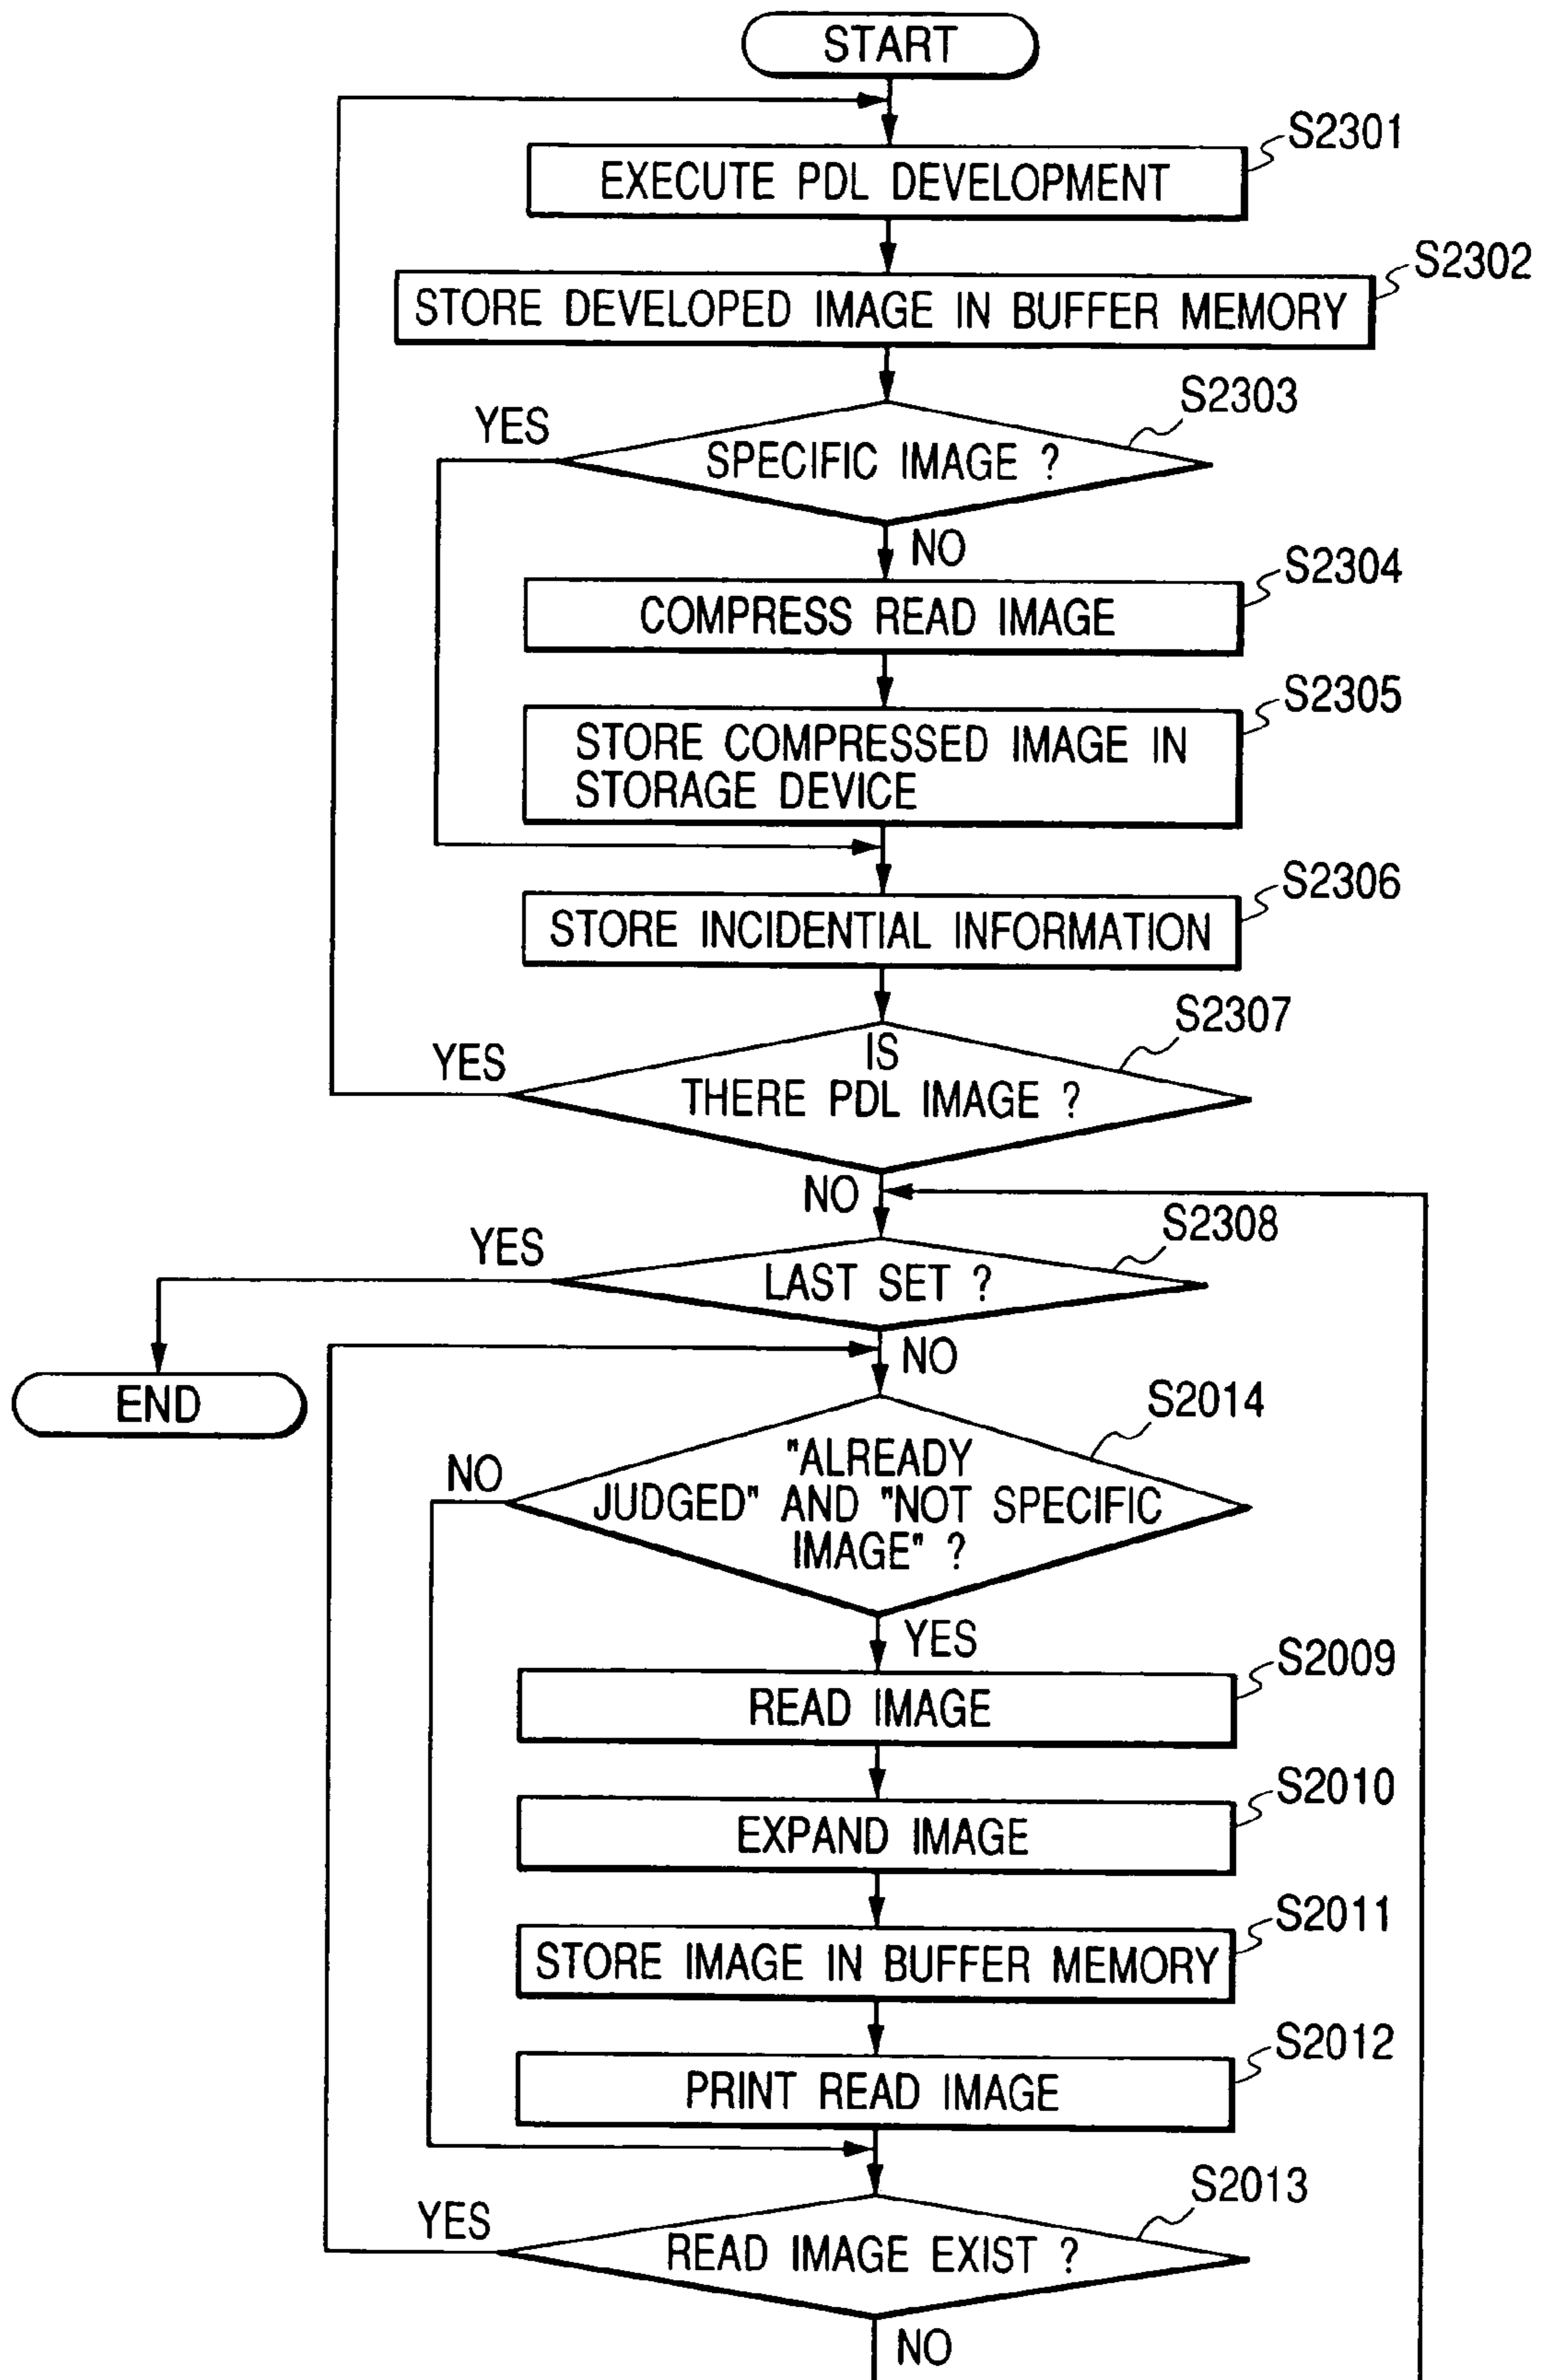 START
S2301
EXECUTE PDL DEVELOPMENT
S2302
STORE DEVELOPED IMAGE IN BUFFER MEMORY
S2303
YES
SPECIFIC IMAGE ?
NO
S2304
COMPRESS READ IMAGE
S2305
STORE COMPRESSED IMAGE IN
STORAGE DEVICE
S2306
STORE INCIDENTIAL INFORMATION
S2307
YES
IS
THERE PDL IMAGE ?
NO
S2308
YES
LAST SET ?
NO
END
S2014
NO
"ALREADY
JUDGED" AND "NOT SPECIFIC
IMAGE" ?
YES
S2009
READ IMAGE
S2010
EXPAND IMAGE
S2011
STORE IMAGE IN BUFFER MEMORY
S2012
PRINT READ IMAGE
S2013
YES
READ IMAGE EXIST ?
NO